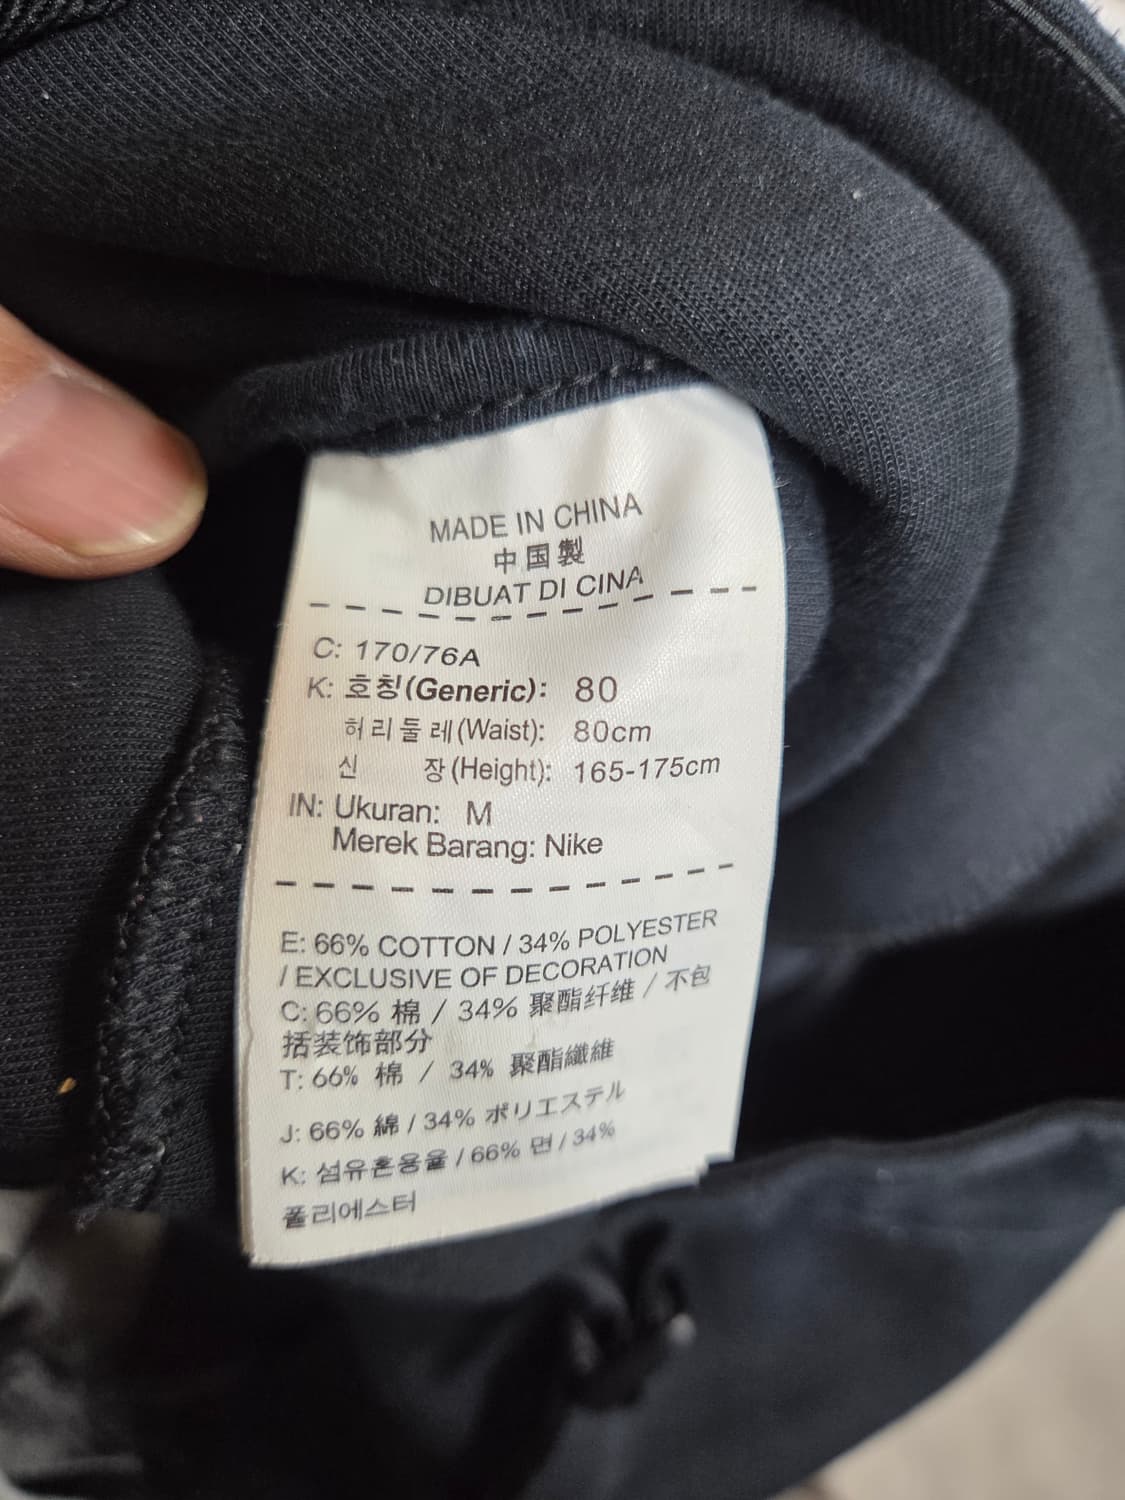 MADE IN CHINA
中国製
DIBUAT DI CINA
C: 170/76A
K: 호칭(Generic): 80
허리둘레(Waist): 80cm
신 장(Height): 165-175cm
IN: Ukuran: M
Merek Barang: Nike
E: 66% COTTON / 34% POLYESTER
/ EXCLUSIVE OF DECORATION
C: 66% 棉 / 34% 聚酯纤维 / 不包
括装饰部分
T: 66% 棉 / 34% 聚酯纖維
J: 66% 綿 / 34% ポリエステル
K: 섬유혼용율 / 66% 면 / 34%
폴리에스터